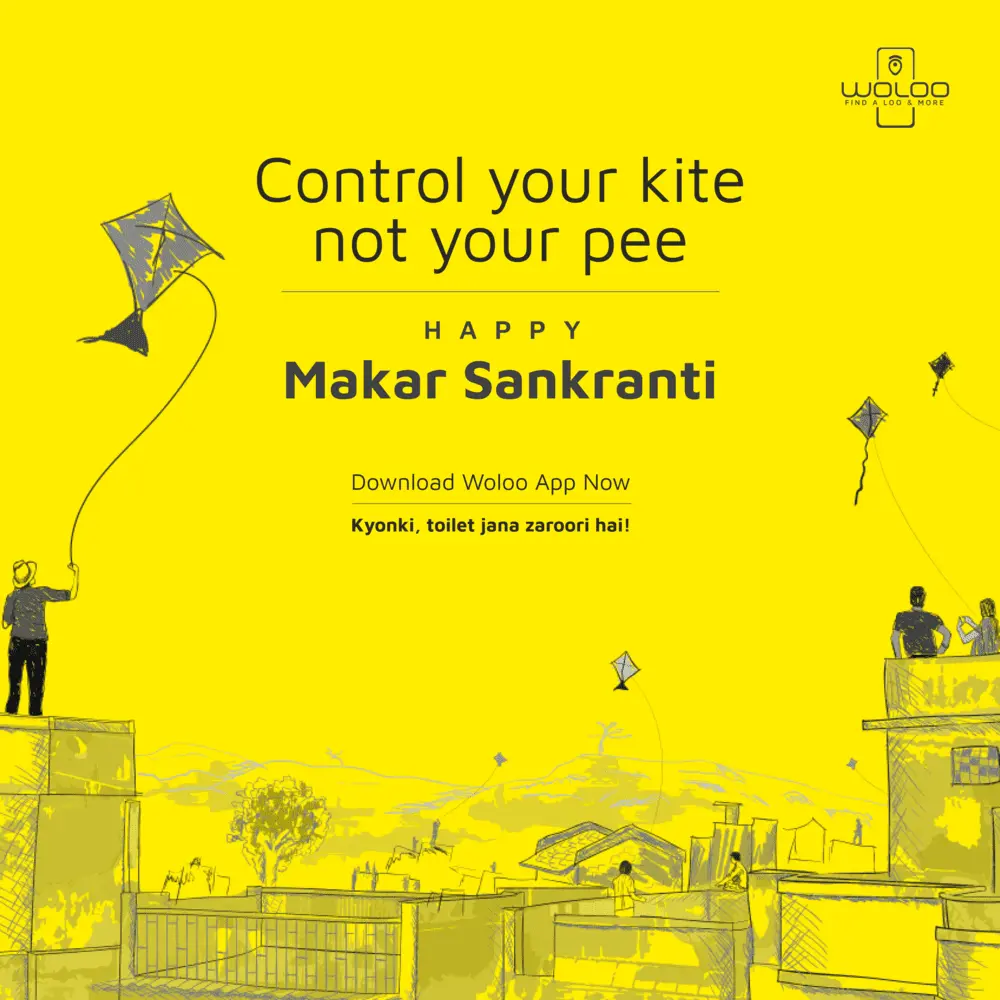 WOLOO
FIND A LOO & MORE
Control your kite
not your pee
HAPPY
Makar Sankranti
Download Woloo App Now
Kyonki, toilet jana zaroori hai!